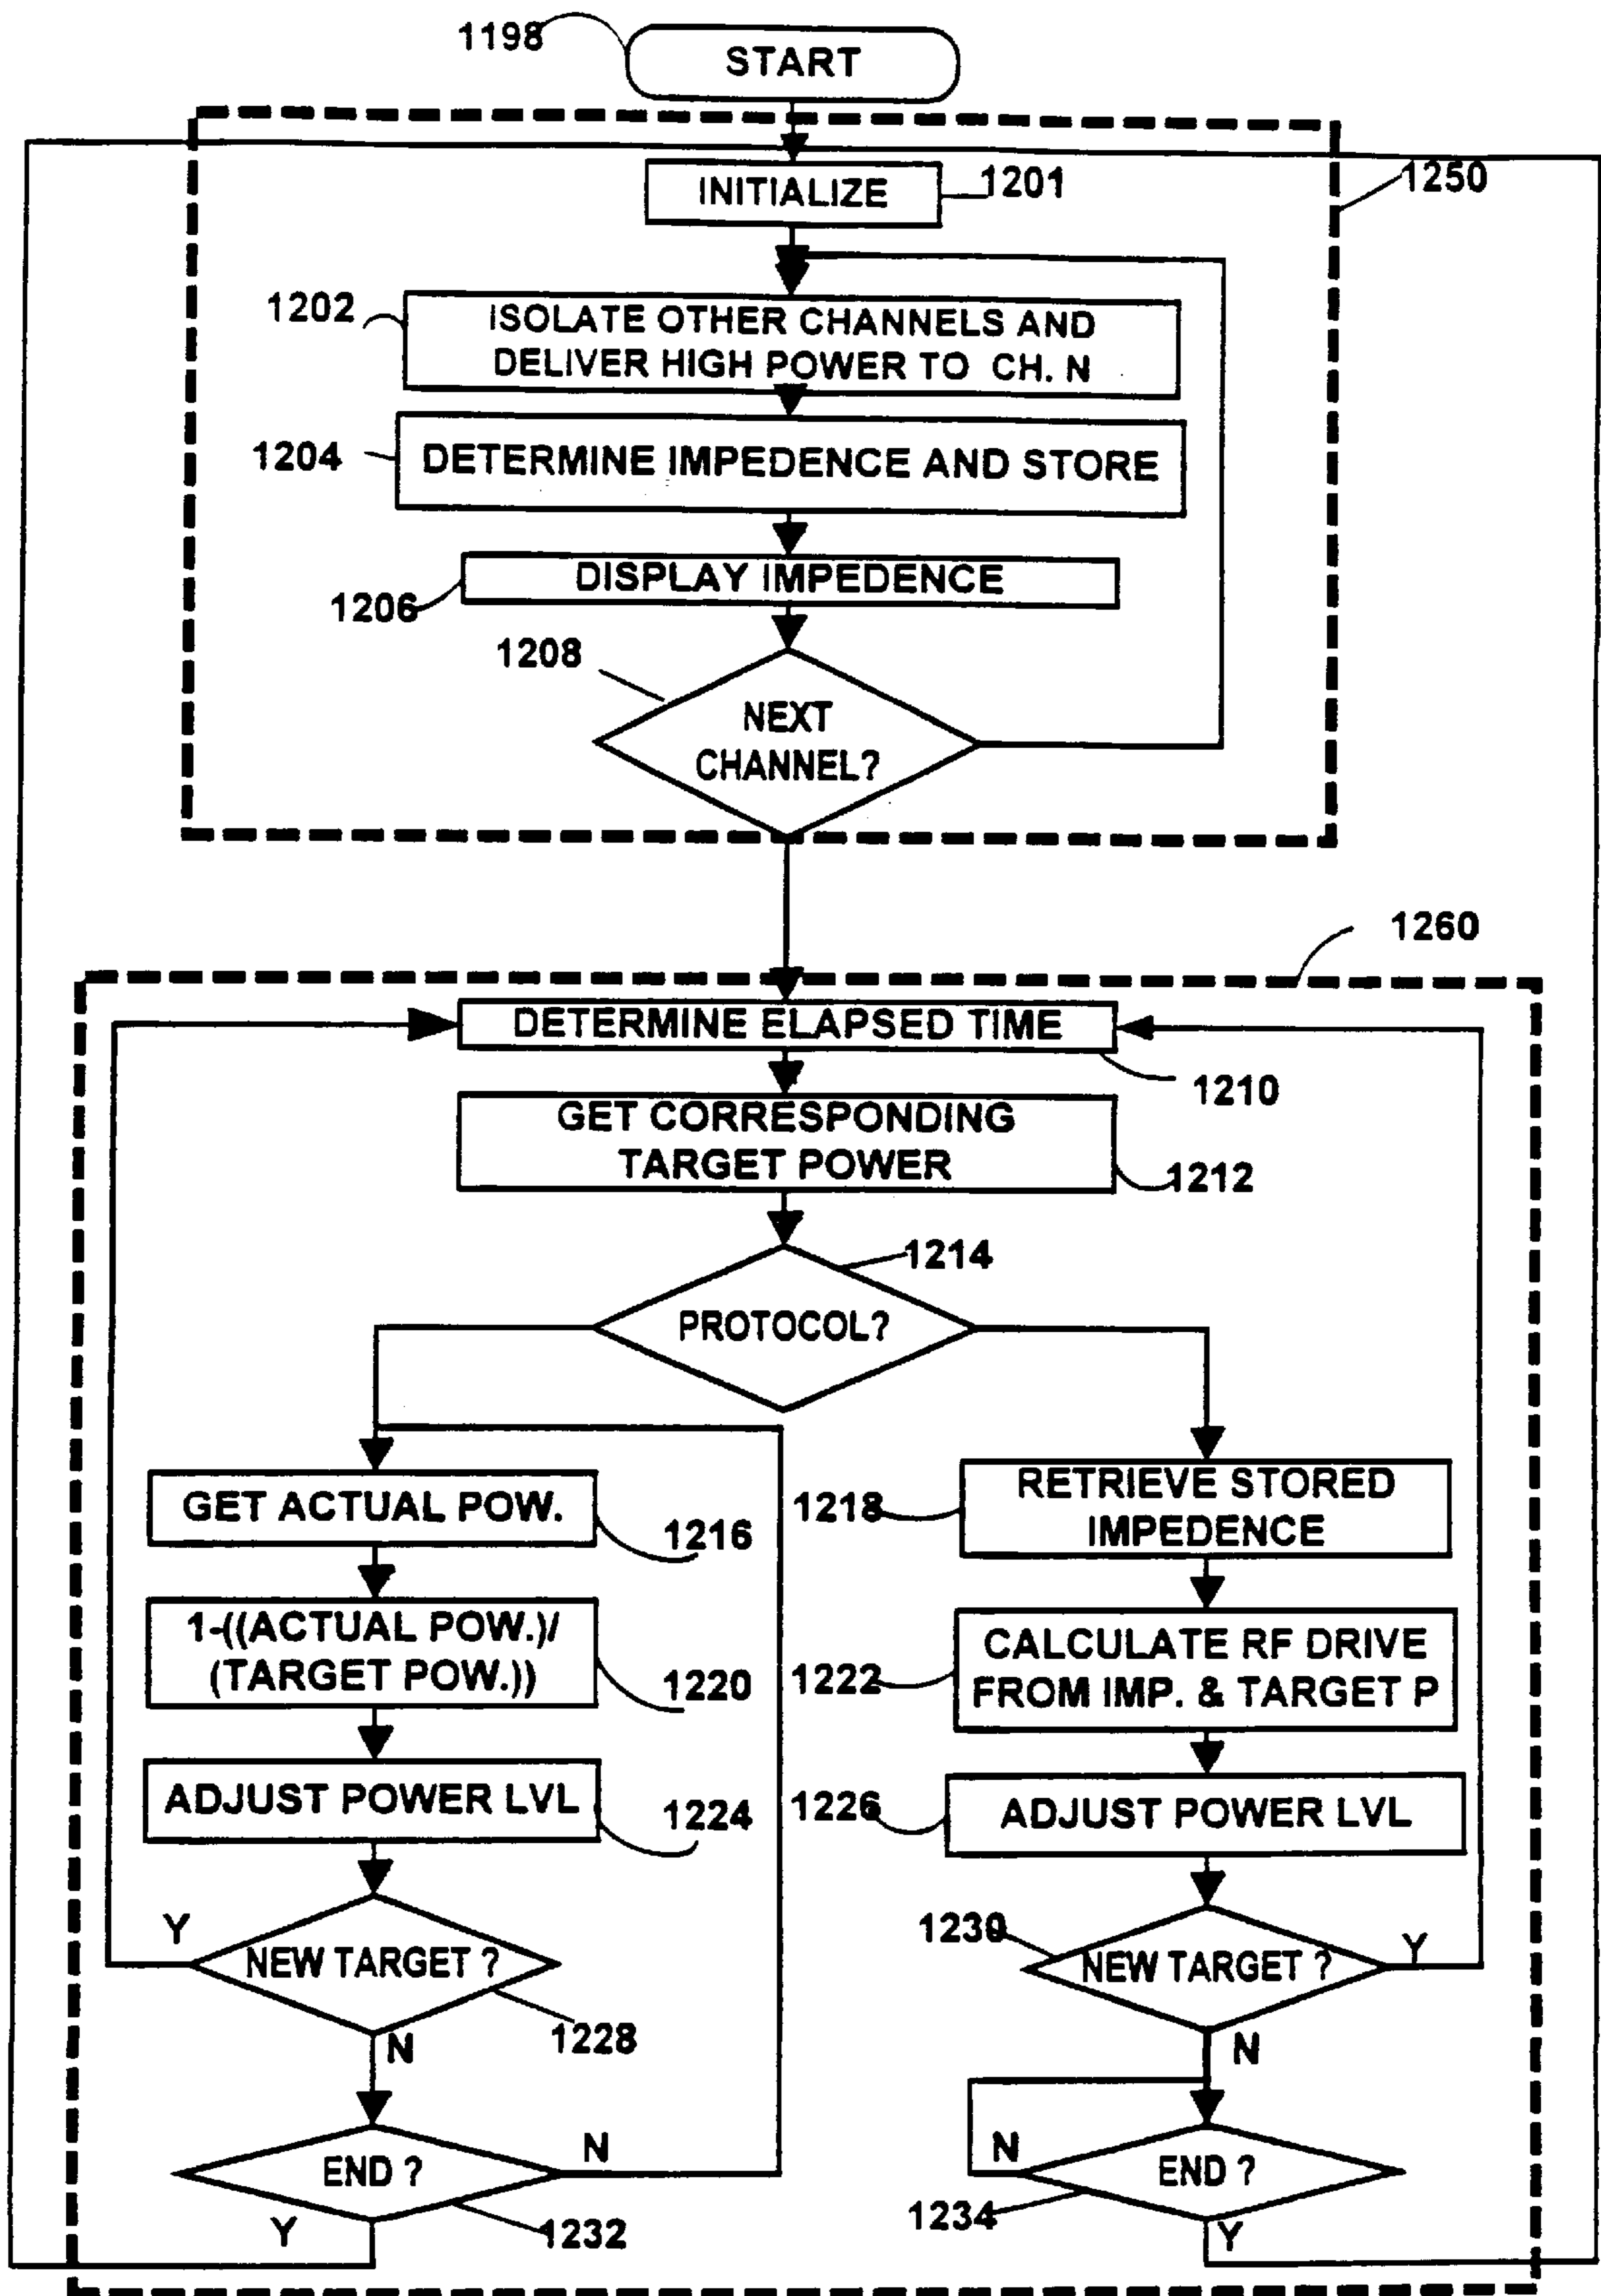 1198
START
INITIALIZE
1201
1250
1202
ISOLATE OTHER CHANNELS AND
DELIVER HIGH POWER TO CH. N
1204
DETERMINE IMPEDENCE AND STORE
DISPLAY IMPEDENCE
1206
1208
NEXT
CHANNEL?
1260
DETERMINE ELAPSED TIME
1210
GET CORRESPONDING
TARGET POWER
1212
1214
PROTOCOL?
GET ACTUAL POW.
1216
1218
RETRIEVE STORED
IMPEDENCE
1-((ACTUAL POW.)/
(TARGET POW.))
1220
1222
CALCULATE RF DRIVE
FROM IMP. & TARGET P
ADJUST POWER LVL
1224
1226
ADJUST POWER LVL
Y
NEW TARGET ?
1228
N
1230
NEW TARGET ?
Y
N
END ?
N
1232
Y
N
END ?
1234
Y